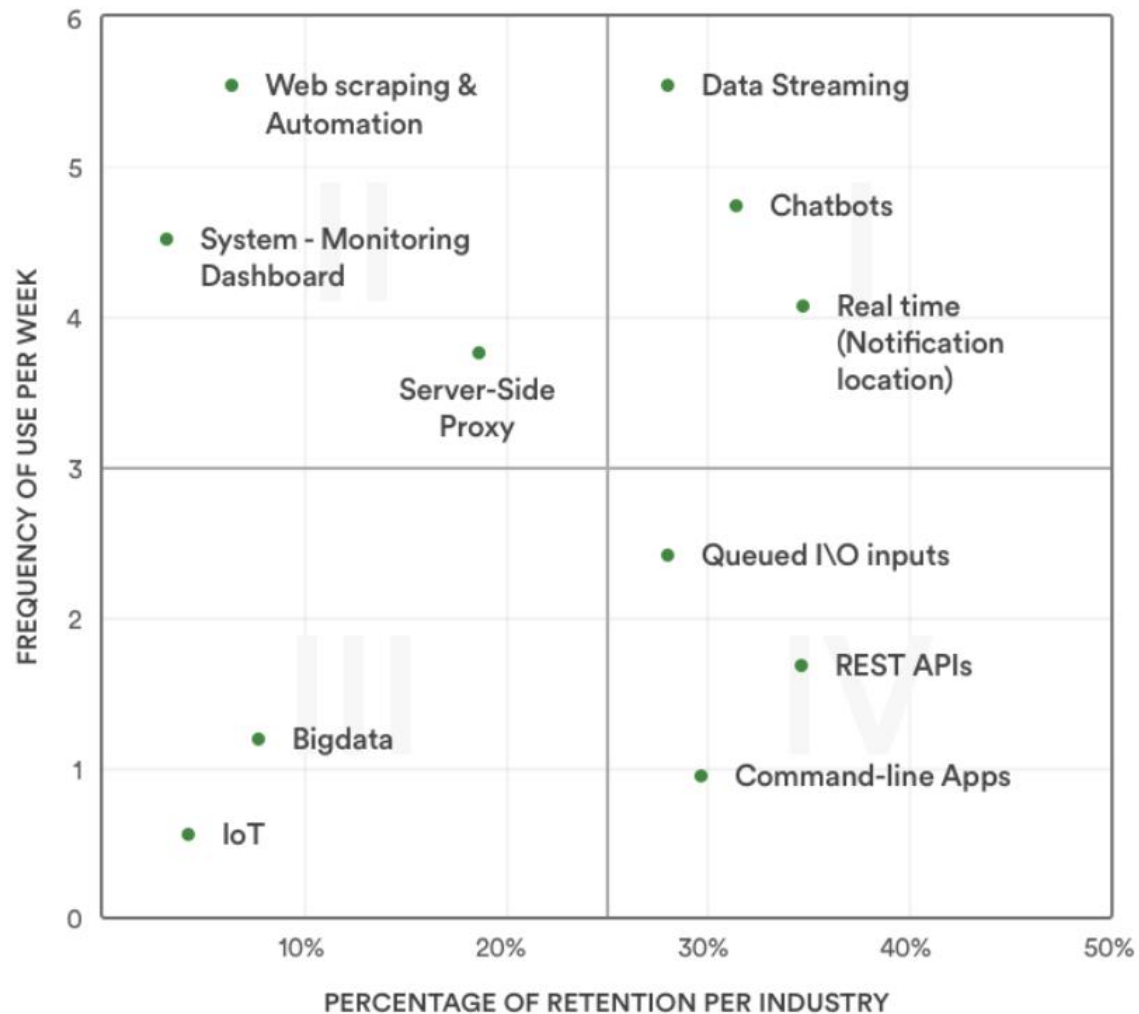 6
Web scraping &
Automation
Data Streaming
5
II
I
Chatbots
System - Monitoring
Dashboard
4
Real time
(Notification
location)
Server-Side
Proxy
FREQUENCY OF USE PER WEEK
3
Queued I\O inputs
2
III
IV
REST APIs
Bigdata
1
Command-line Apps
IoT
0
10%
20%
30%
40%
50%
PERCENTAGE OF RETENTION PER INDUSTRY